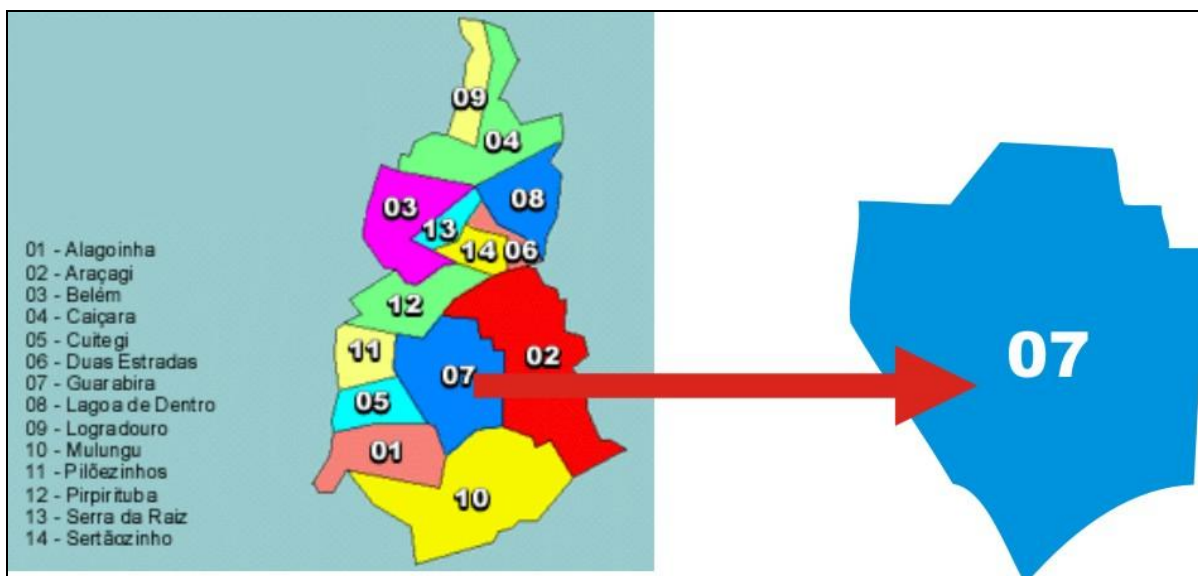 09
04
03
08
13
14 06
12
11
07
02
05
01
10
01 - Alagoinha
02 - Araçagi
03 - Belém
04 - Caiçara
05 - Cuitegi
06 - Duas Estradas
07 - Guarabira
08 - Lagoa de Dentro
09 - Logradouro
10 - Mulungu
11 - Pilõezinhos
12 - Pirpirituba
13 - Serra da Raiz
14 - Sertãozinho
07